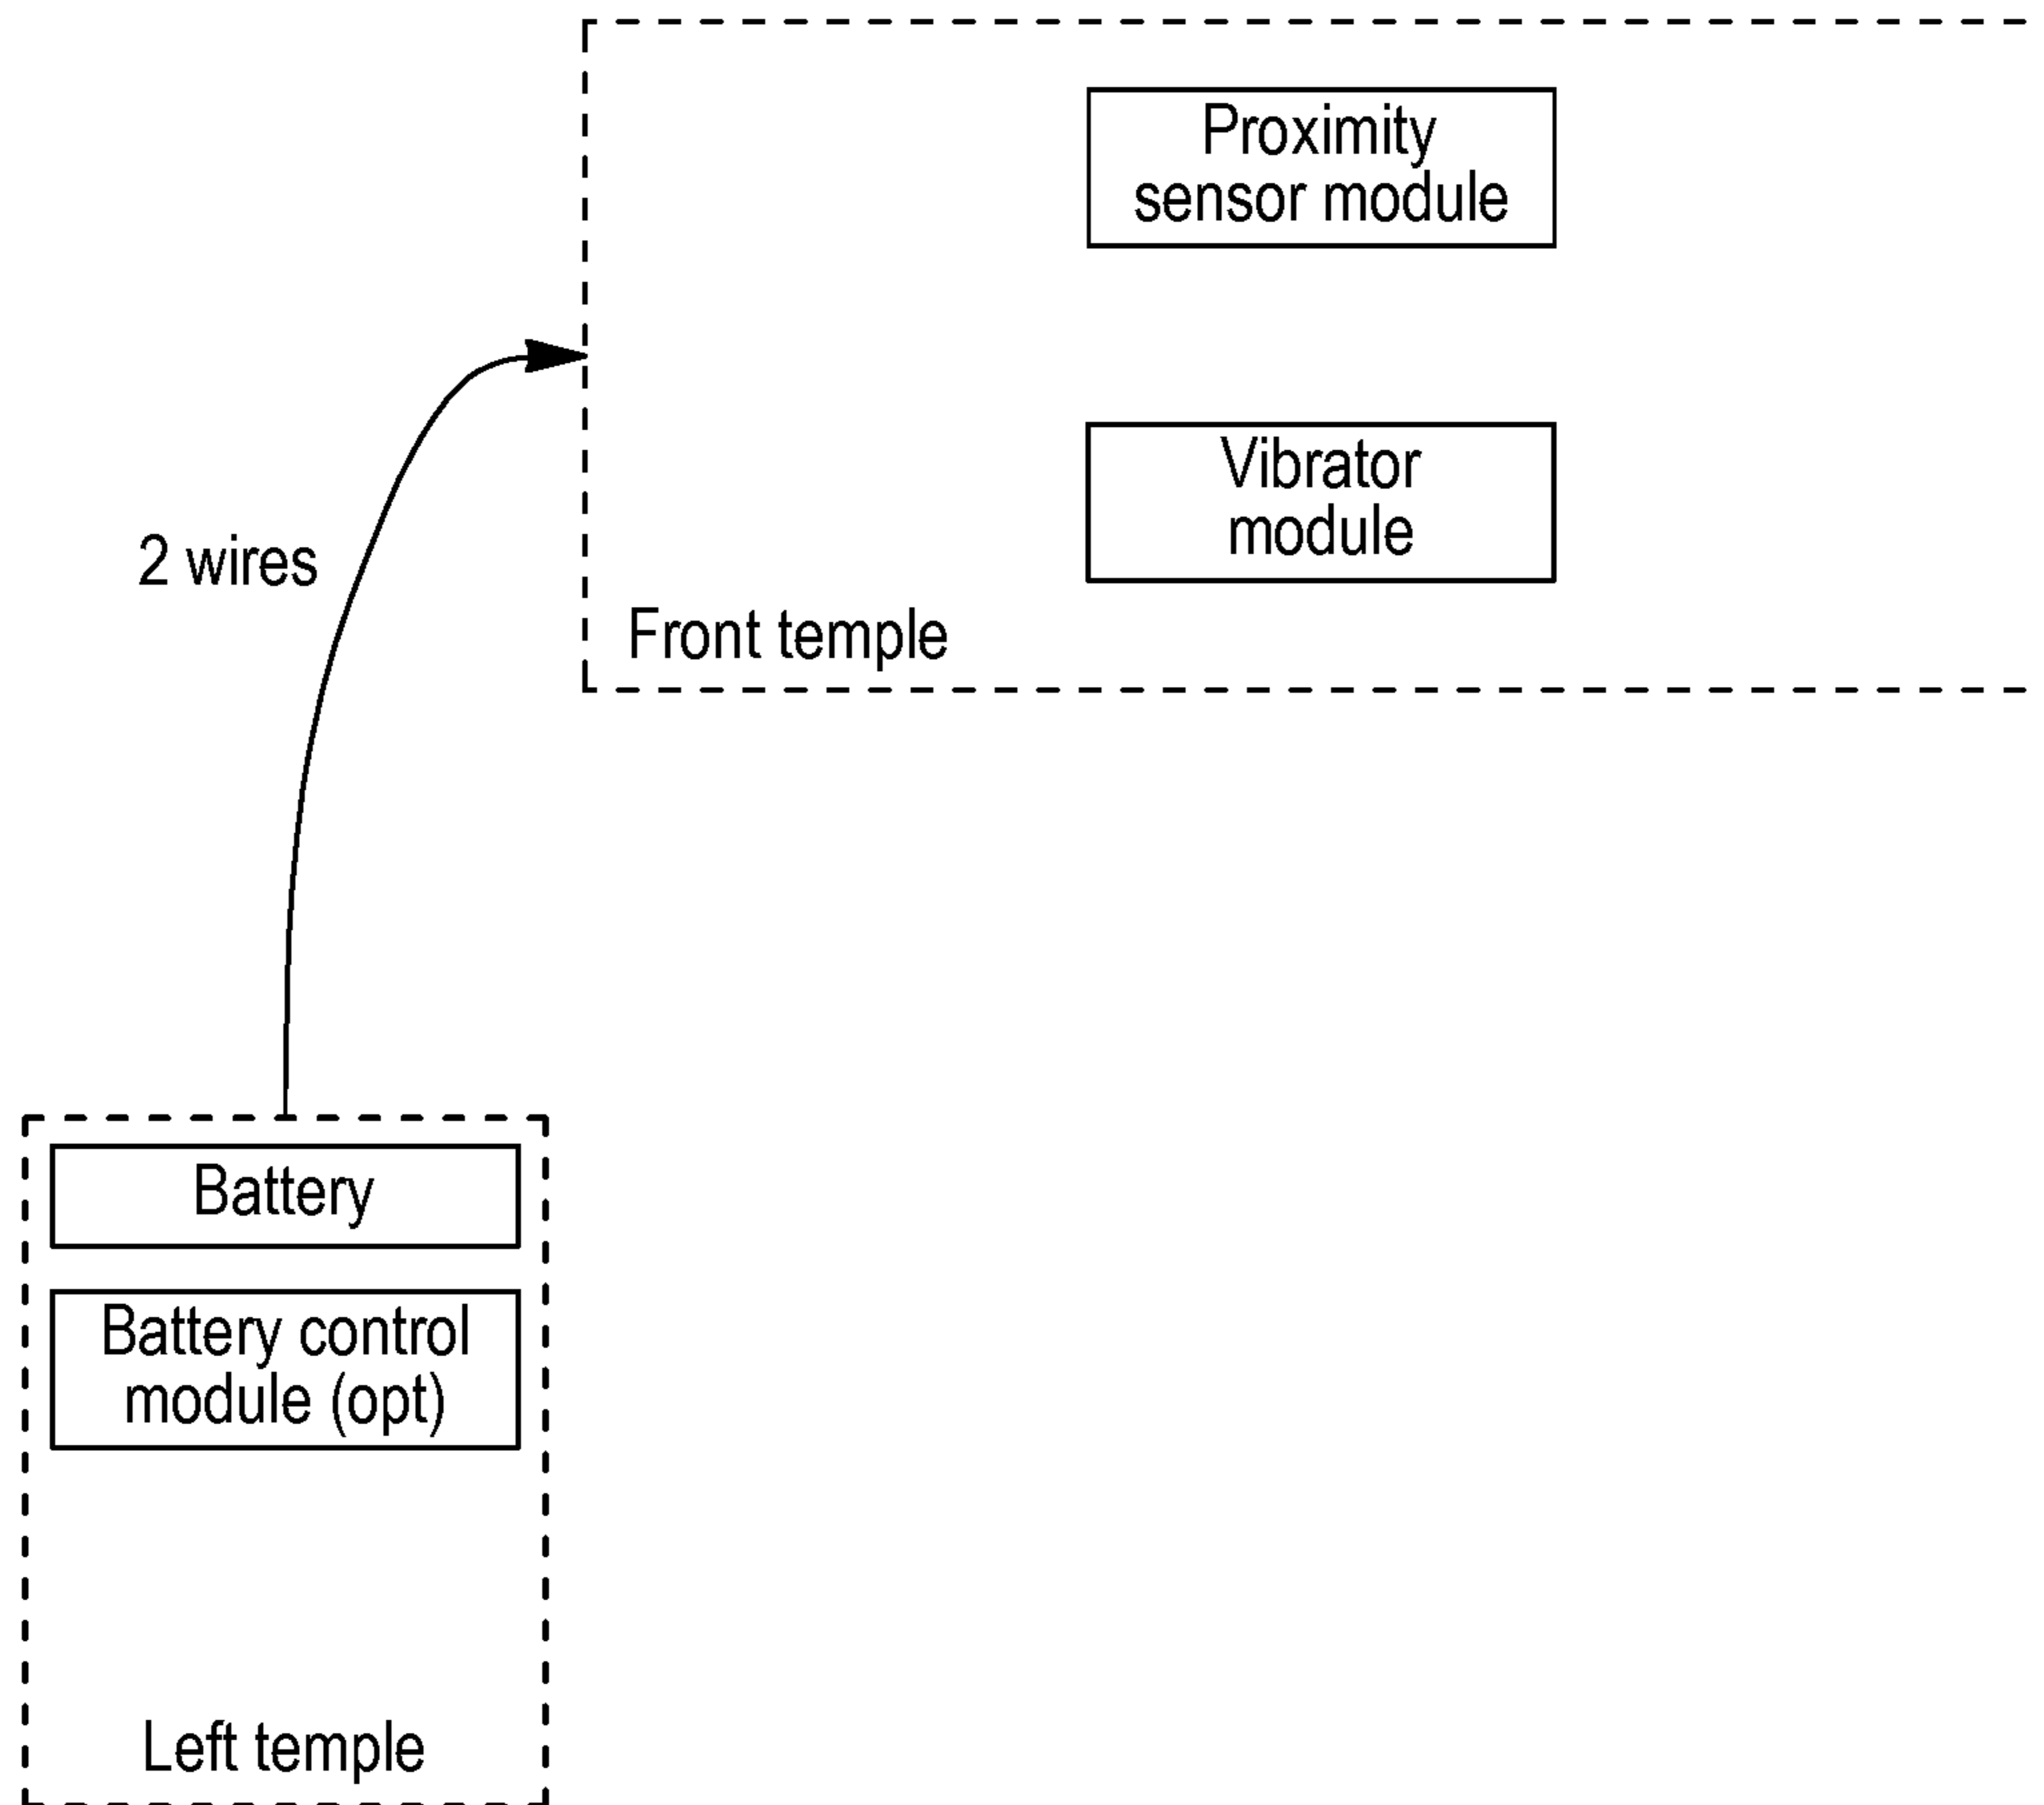 Proximity
sensor module
Vibrator
module
2 wires
Front temple
Battery
Battery control
module (opt)
Left temple